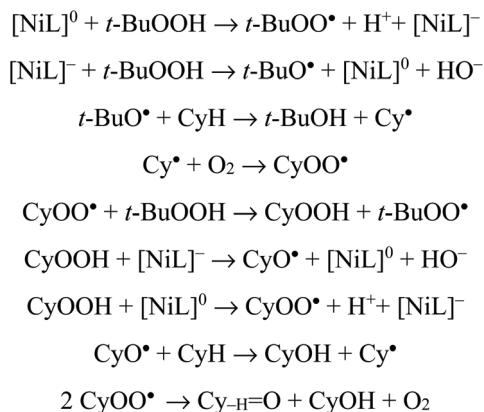 [NiL]⁰ + t-BuOOH → t-BuOO• + H⁺ + [NiL]⁻
[NiL]⁻ + t-BuOOH → t-BuO• + [NiL]⁰ + HO⁻
t-BuO• + CyH → t-BuOH + Cy•
Cy• + O₂ → CyOO•
CyOO• + t-BuOOH → CyOOH + t-BuOO•
CyOOH + [NiL]⁻ → CyO• + [NiL]⁰ + HO⁻
CyOOH + [NiL]⁰ → CyOO• + H⁺ + [NiL]⁻
CyO• + CyH → CyOH + Cy•
2 CyOO• → Cy₋H=O + CyOH + O₂